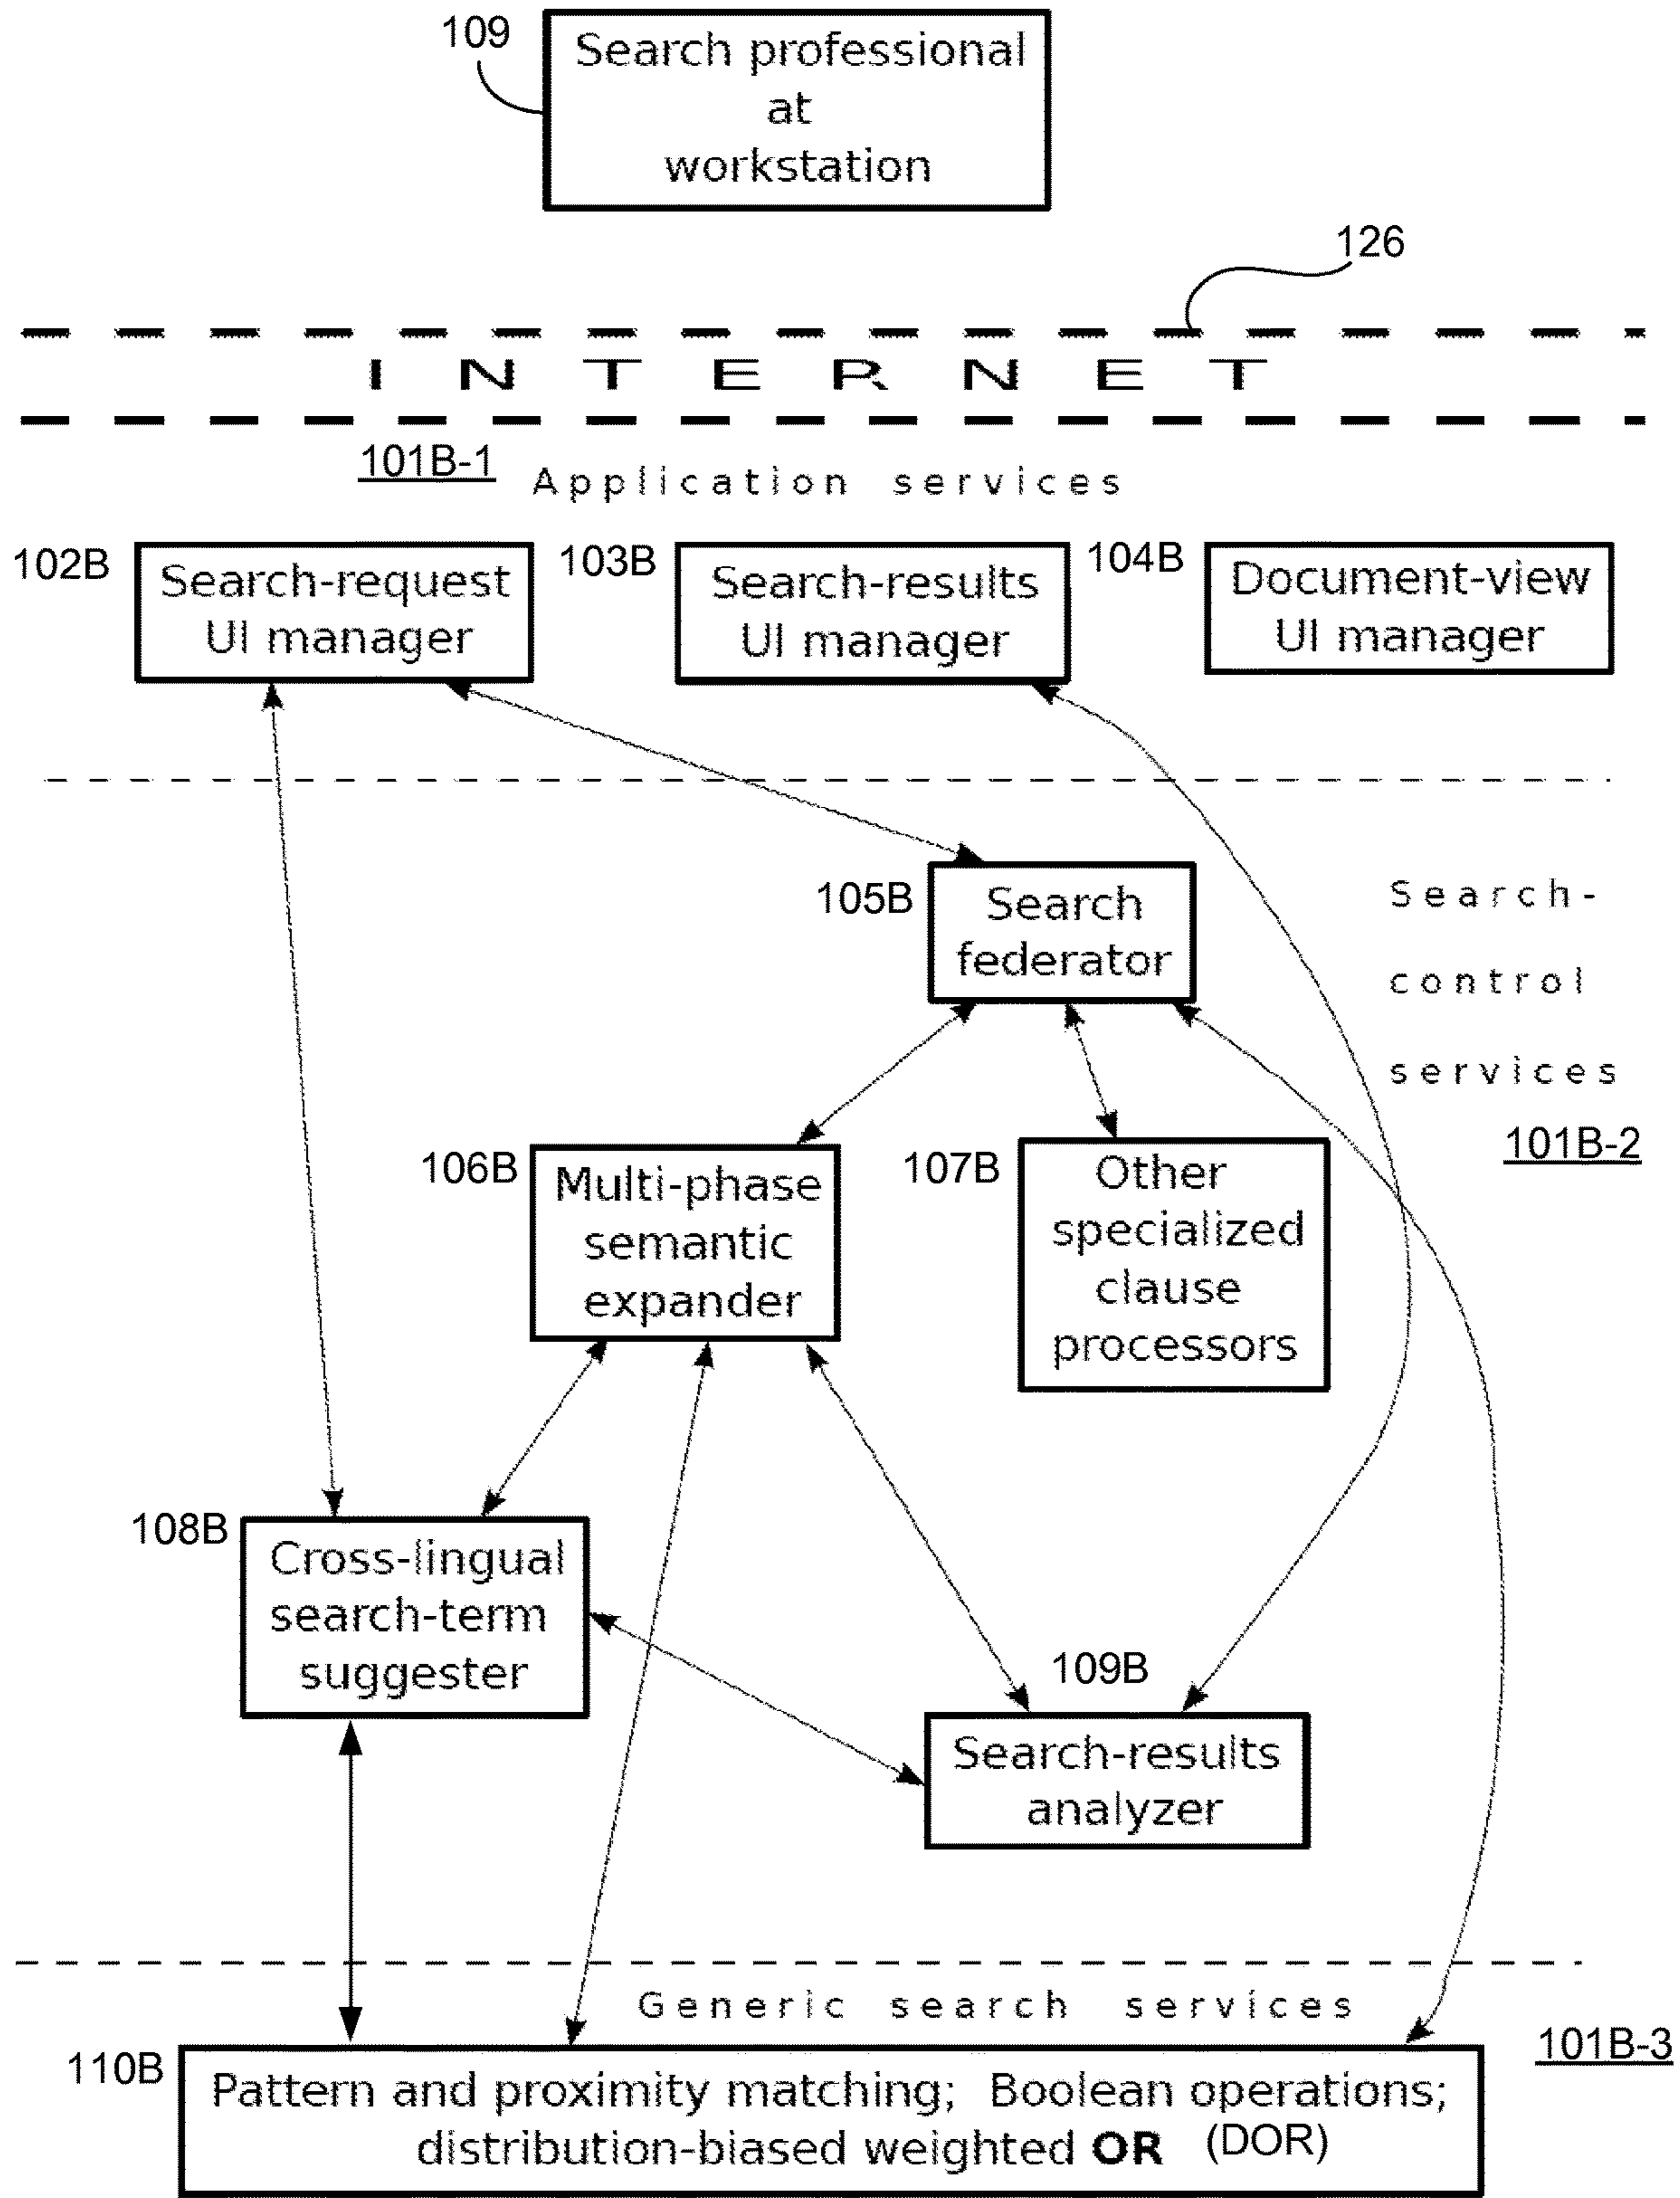 109
Search professional
at
workstation
126
INTERNET
101B-1
Application services
102B
Search-request
UI manager
103B
Search-results
UI manager
104B
Document-view
UI manager
105B
Search
federator
Search-
control
services
101B-2
106B
Multi-phase
semantic
expander
107B
Other
specialized
clause
processors
108B
Cross-lingual
search-term
suggester
109B
Search-results
analyzer
Generic search services
101B-3
110B
Pattern and proximity matching; Boolean operations;
distribution-biased weighted OR (DOR)